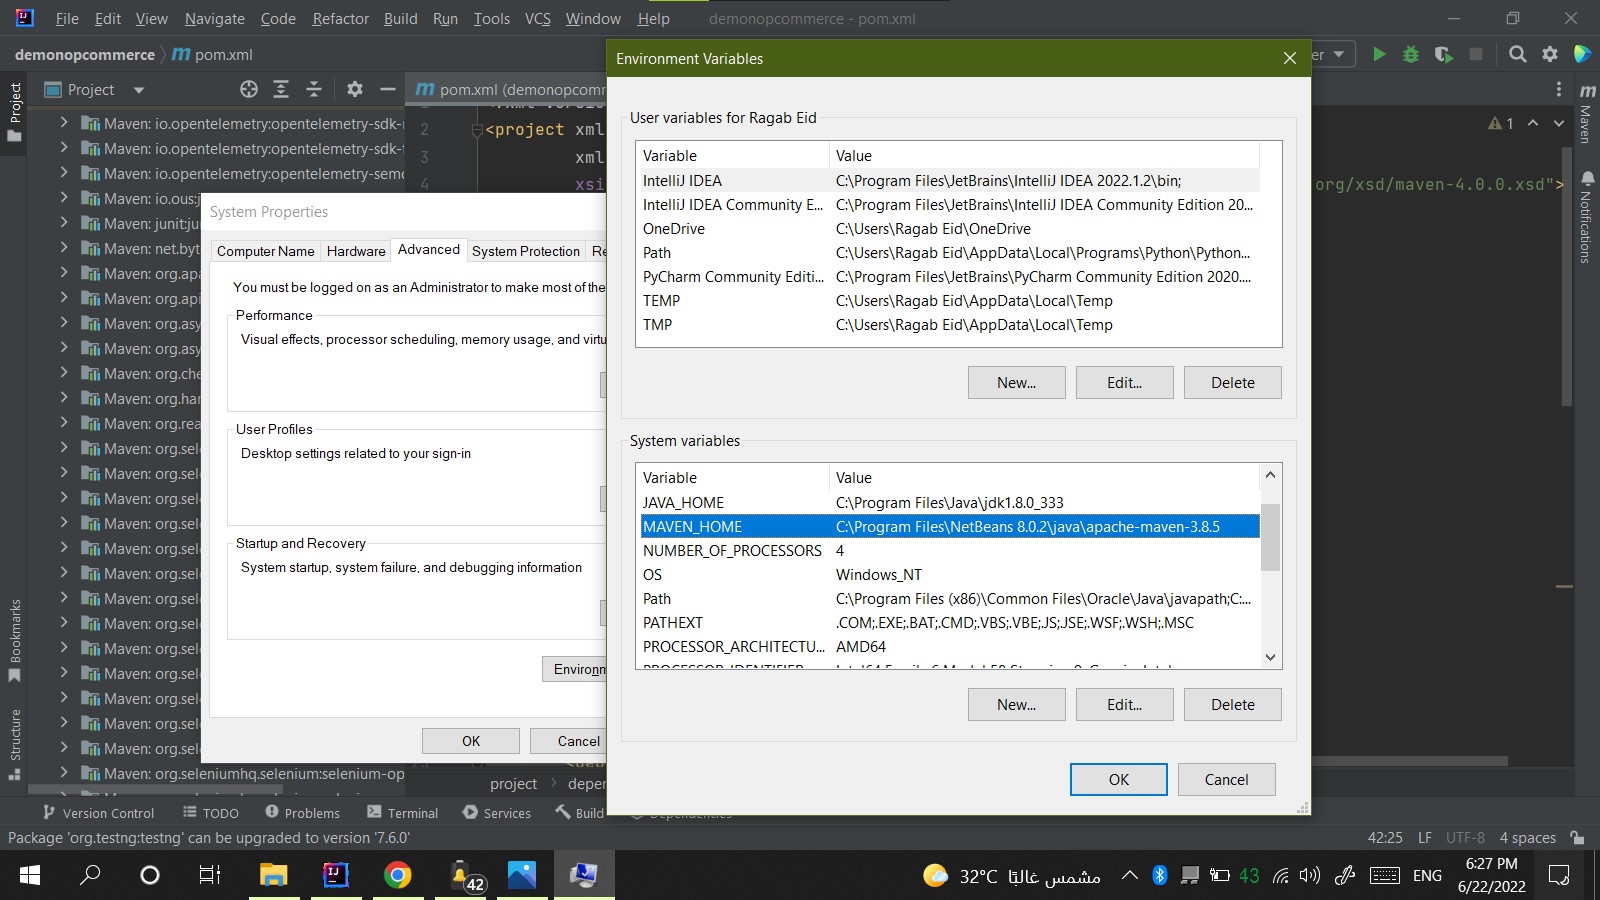 File Edit View Navigate Code Refactor Build Run Tools VCS Window Help demonopcommerce - pom.xml
demonopcommerce m pom.xml
Project
pom.xml (demonopcomm
Maven: io.opentelemetry:opentelemetry-sdk-
Maven: io.opentelemetry:opentelemetry-sdk-
Maven: io.opentelemetry:opentelemetry-sem
Maven: io.ous:j
Maven: junit:ju
Maven: net.byt
Maven: org.apa
Maven: org.api
Maven: org.asy
Maven: org.as
Maven: org.che
Maven: org.har
Maven: org.rea
Maven: org.sel
Maven: org.sel
Maven: org.sel
Maven: org.sel
Maven: org.sel
Maven: org.sel
Maven: org.sel
Maven: org.sel
Maven: org.sel
Maven: org.sel
Maven: org.sel
Maven: org.sel
Maven: org.sel
Maven: org.seleniumhq.selenium:selenium-op
2 <project xml
3 xml
4 xsi
org/xsd/maven-4.0.0.xsd">
1
Project
Bookmarks
Structure
Maven
Notifications
System Properties
Computer Name Hardware Advanced System Protection Re
You must be logged on as an Administrator to make most of the
Performance
Visual effects, processor scheduling, memory usage, and virtu
User Profiles
Desktop settings related to your sign-in
Startup and Recovery
System startup, system failure, and debugging information
Environm
OK Cancel
Environment Variables
User variables for Ragab Eid
Variable Value
IntelliJ IDEA C:\Program Files\JetBrains\IntelliJ IDEA 2022.1.2\bin;
IntelliJ IDEA Community E... C:\Program Files\JetBrains\IntelliJ IDEA Community Edition 20...
OneDrive C:\Users\Ragab Eid\OneDrive
Path C:\Users\Ragab Eid\AppData\Local\Programs\Python\Python...
PyCharm Community Editi... C:\Program Files\JetBrains\PyCharm Community Edition 2020....
TEMP C:\Users\Ragab Eid\AppData\Local\Temp
TMP C:\Users\Ragab Eid\AppData\Local\Temp
New... Edit... Delete
System variables
Variable Value
JAVA_HOME C:\Program Files\Java\jdk1.8.0_333
MAVEN_HOME C:\Program Files\NetBeans 8.0.2\java\apache-maven-3.8.5
NUMBER_OF_PROCESSORS 4
OS Windows_NT
Path C:\Program Files (x86)\Common Files\Oracle\Java\javapath;C:...
PATHEXT .COM;.EXE;.BAT;.CMD;.VBS;.VBE;.JS;.JSE;.WSF;.WSH;.MSC
PROCESSOR_ARCHITECTU... AMD64
New... Edit... Delete
OK Cancel
project depen
Version Control TODO Problems Terminal Services Build Dependencies
Package 'org.testng:testng' can be upgraded to version '7.6.0'
42:25 LF UTF-8 4 spaces
42
32°C مشمس غالبًا
43
ENG
6:27 PM
6/22/2022